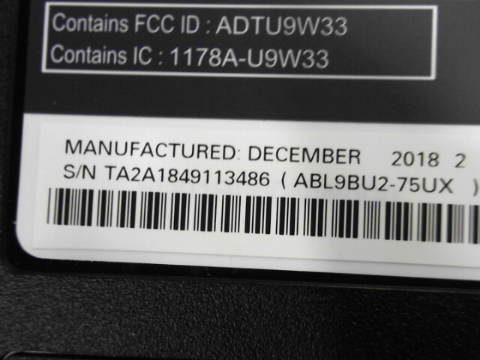 Contains FCC ID : ADTU9W33
Contains IC : 1178A-U9W33
MANUFACTURED: DECEMBER 2018 2
S/N TA2A1849113486 ( ABL9BU2-75UX )